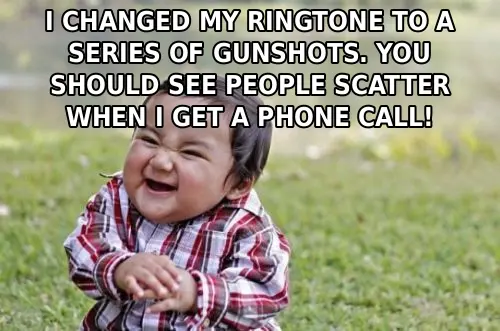 I CHANGED MY RINGTONE TO A
SERIES OF GUNSHOTS. YOU
SHOULD SEE PEOPLE SCATTER
WHEN I GET A PHONE CALL!